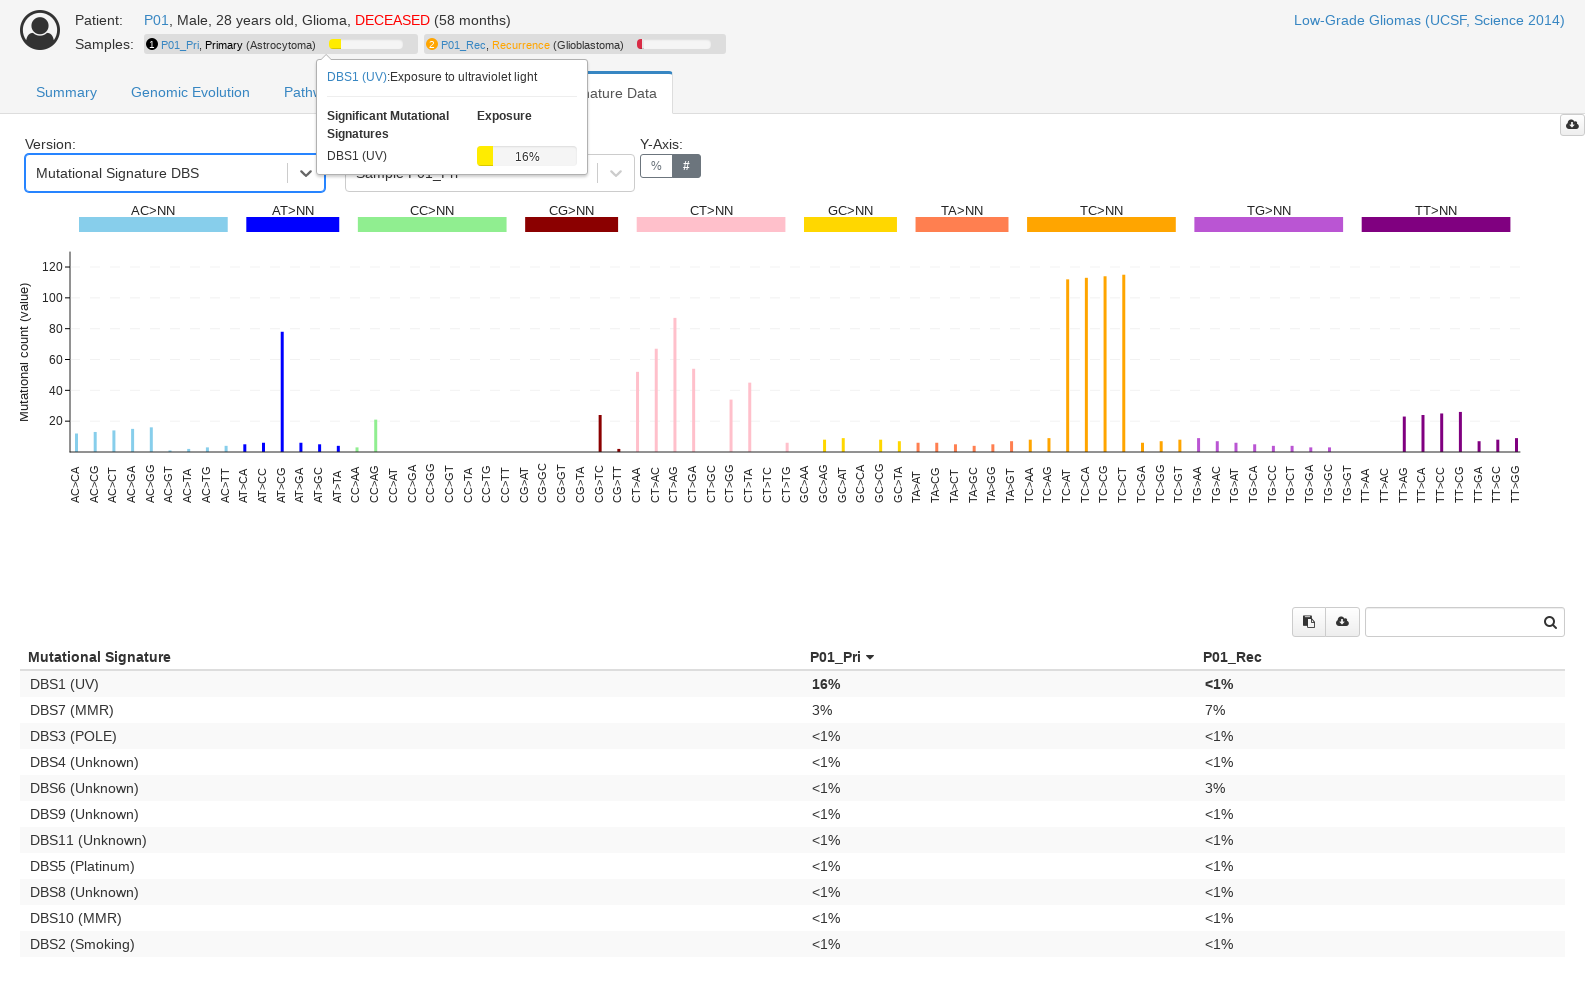 Patient: P01, Male, 28 years old, Glioma, DECEASED (58 months)
Low-Grade Gliomas (UCSF, Science 2014)
Samples: 1 P01_Pri, Primary (Astrocytoma) 2 P01_Rec, Recurrence (Glioblastoma)
DBS1 (UV):Exposure to ultraviolet light
Summary Genomic Evolution Pathw nature Data
Significant Mutational Signatures Exposure
DBS1 (UV) 16%
Version: Y-Axis:
Mutational Signature DBS Sample P01_Pri % #
AC>NN AT>NN CC>NN CG>NN CT>NN GC>NN TA>NN TC>NN TG>NN TT>NN
Mutational count (value)
120
100
80
60
40
20
AC>CA AC>CG AC>CT AC>GA AC>GG AC>GT AC>TA AC>TG AC>TT AT>CA AT>CC AT>CG AT>GA AT>GC AT>TA CC>AA CC>AG CC>AT CC>GA CC>GG CC>GT CC>TA CC>TG CC>TT CG>AT CG>GC CG>GT CG>TA CG>TC CG>TT CT>AA CT>AC CT>AG CT>GA CT>GC CT>GG CT>TA CT>TC CT>TG GC>AA GC>AG GC>AT GC>CA GC>CG GC>TA TA>AT TA>CG TA>CT TA>GC TA>GG TA>GT TC>AA TC>AG TC>AT TC>CA TC>CG TC>CT TC>GA TC>GG TC>GT TG>AA TG>AC TG>AT TG>CA TG>CC TG>CT TG>GA TG>GC TG>GT TT>AA TT>AC TT>AG TT>CA TT>CC TT>CG TT>GA TT>GC TT>GG
Mutational Signature P01_Pri P01_Rec
DBS1 (UV) 16% <1%
DBS7 (MMR) 3% 7%
DBS3 (POLE) <1% <1%
DBS4 (Unknown) <1% <1%
DBS6 (Unknown) <1% 3%
DBS9 (Unknown) <1% <1%
DBS11 (Unknown) <1% <1%
DBS5 (Platinum) <1% <1%
DBS8 (Unknown) <1% <1%
DBS10 (MMR) <1% <1%
DBS2 (Smoking) <1% <1%